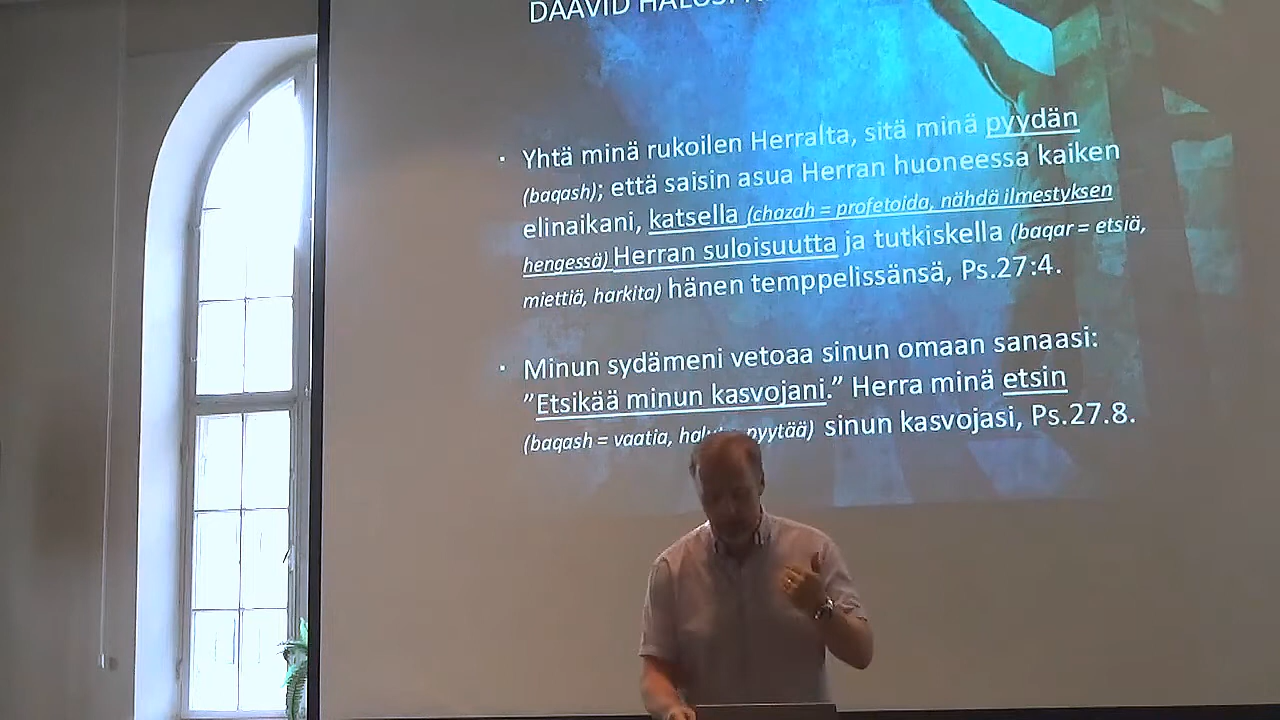 DAAVID
· Yhtä minä rukoilen Herralta, sitä minä pyydän
(baqash); että saisin asua Herran huoneessa kaiken
elinaikani, katsella (chazah = profetoida, nähdä ilmestyksen
hengessä) Herran suloisuutta ja tutkiskella (baqar = etsiä,
miettiä, harkita) hänen temppelissänsä, Ps.27:4.
· Minun sydämeni vetoaa sinun omaan sanaasi:
”Etsikää minun kasvojani.” Herra minä etsin
(baqash = vaatia, pyytää) sinun kasvojasi, Ps.27.8.